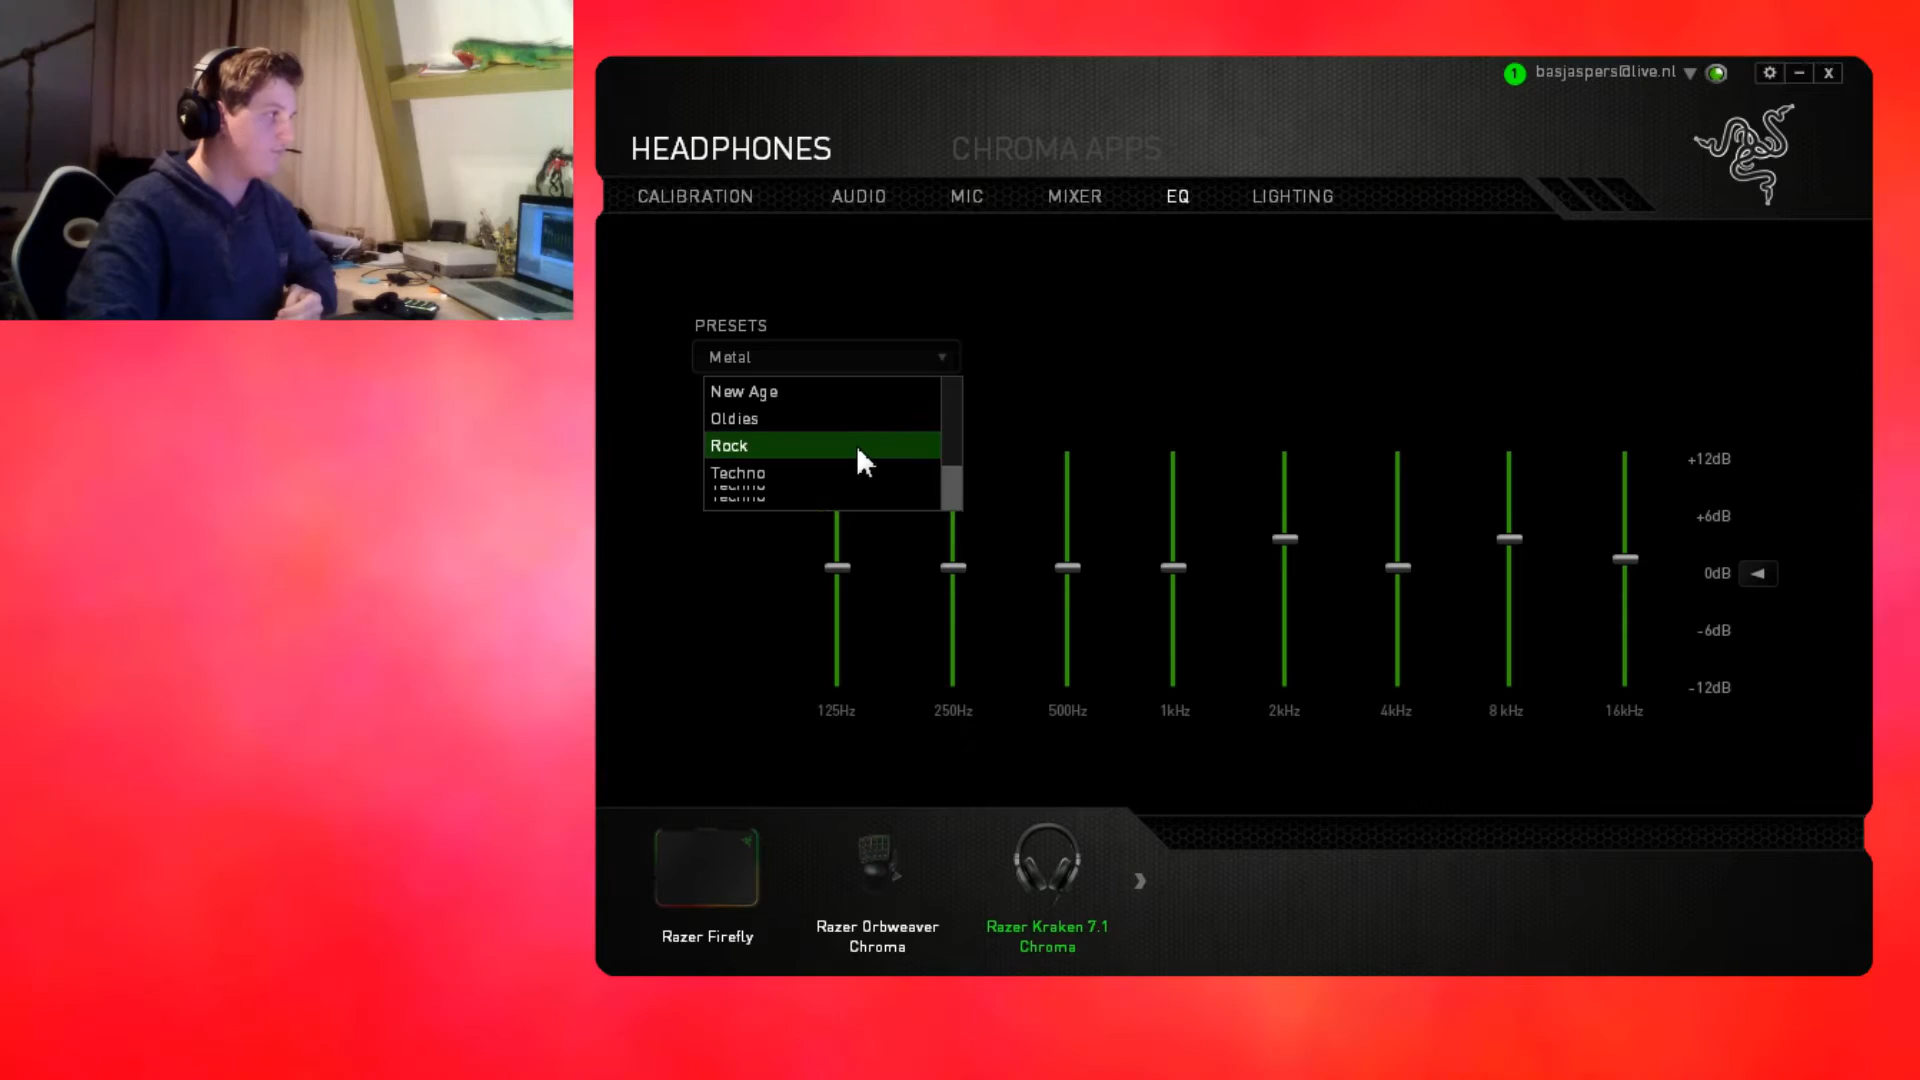 1 basjaspers@live.nl
X
HEADPHONES CHROMA APPS
CALIBRATION AUDIO MIC MIXER EQ LIGHTING
PRESETS
Metal
New Age
Oldies
Rock
Techno
+12dB
+6dB
0dB
-6dB
-12dB
125Hz 250Hz 500Hz 1kHz 2kHz 4kHz 8 kHz 16kHz
Razer Firefly
Razer Orbweaver
Chroma
Razer Kraken 7.1
Chroma